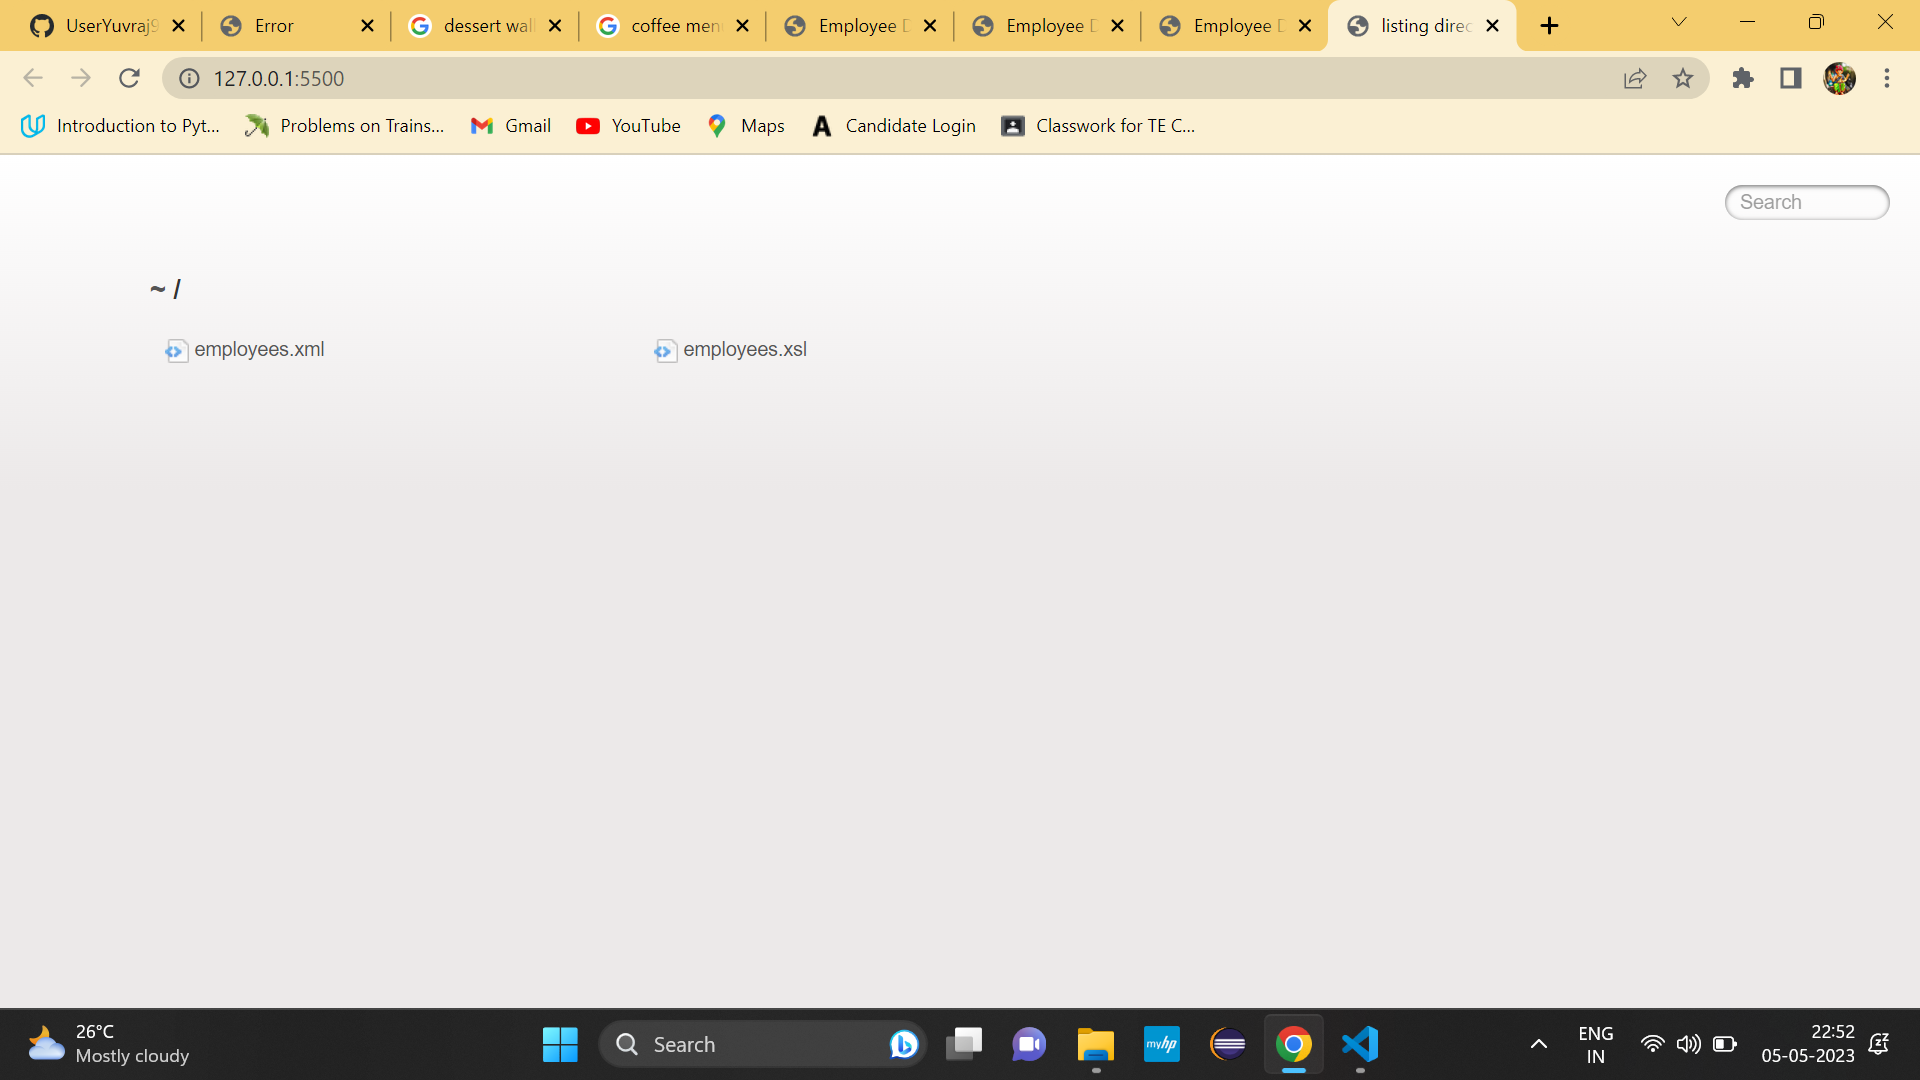 UserYuvraj9
Error
dessert wall
coffee men
Employee D
Employee D
Employee D
listing direc
127.0.0.1:5500
Introduction to Pyt...
Problems on Trains...
Gmail
YouTube
Maps
Candidate Login
Classwork for TE C...
Search
~ /
employees.xml
employees.xsl
26°C
Mostly cloudy
Search
myhp
ENG
IN
22:52
05-05-2023